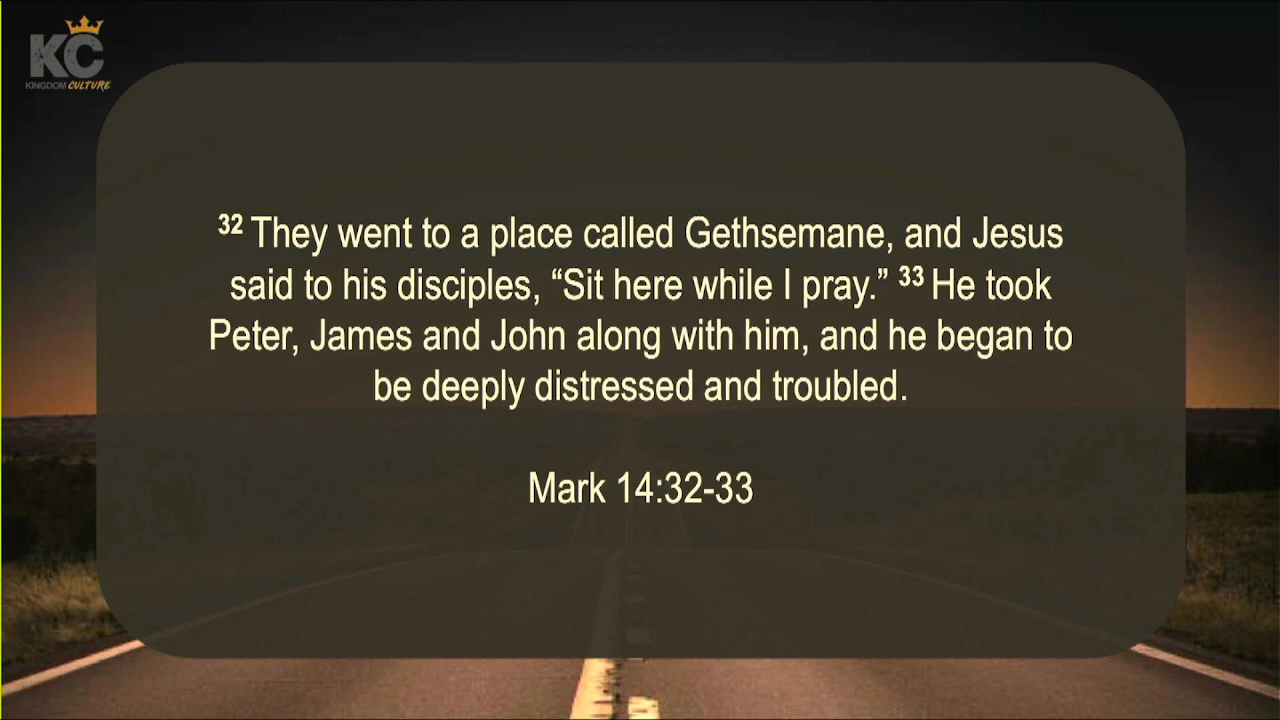 KC
KINGDOM CULTURE
32 They went to a place called Gethsemane, and Jesus
said to his disciples, “Sit here while I pray.” 33 He took
Peter, James and John along with him, and he began to
be deeply distressed and troubled.
Mark 14:32-33